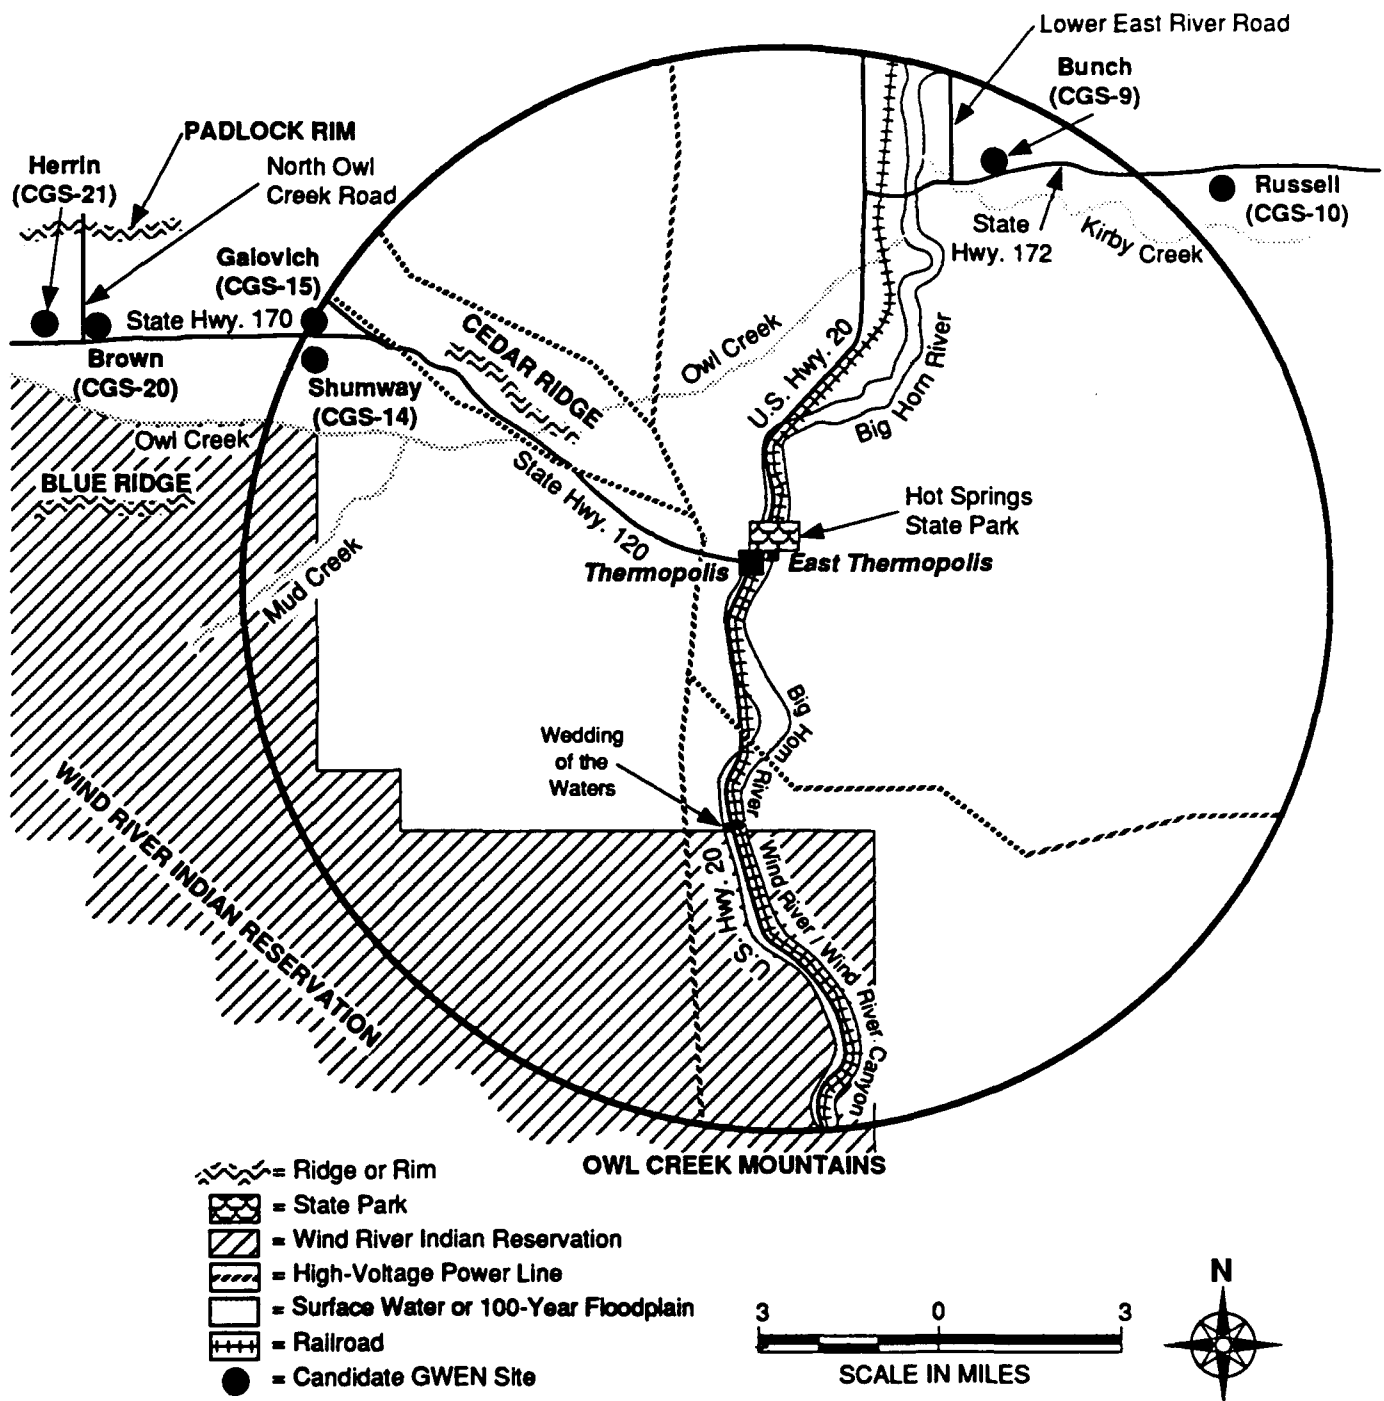 Lower East River Road
Bunch
(CGS-9)
PADLOCK RIM
Herrin
(CGS-21)
North Owl
Creek Road
Russell
(CGS-10)
State
Hwy. 172
Kirby Creek
Galovich
(CGS-15)
State Hwy. 170
CEDAR RIDGE
Owl Creek
U.S. Hwy. 20
Big Horn River
Brown
(CGS-20)
Shumway
(CGS-14)
Owl Creek
BLUE RIDGE
State Hwy. 120
Hot Springs
State Park
Mud Creek
Thermopolis
East Thermopolis
Big Horn River
Wedding
of the
Waters
WIND RIVER INDIAN RESERVATION
U.S. Hwy. 20
Wind River / Wind River Canyon
OWL CREEK MOUNTAINS
= Ridge or Rim
= State Park
= Wind River Indian Reservation
= High-Voltage Power Line
= Surface Water or 100-Year Floodplain
= Railroad
= Candidate GWEN Site
3 0 3
SCALE IN MILES
N